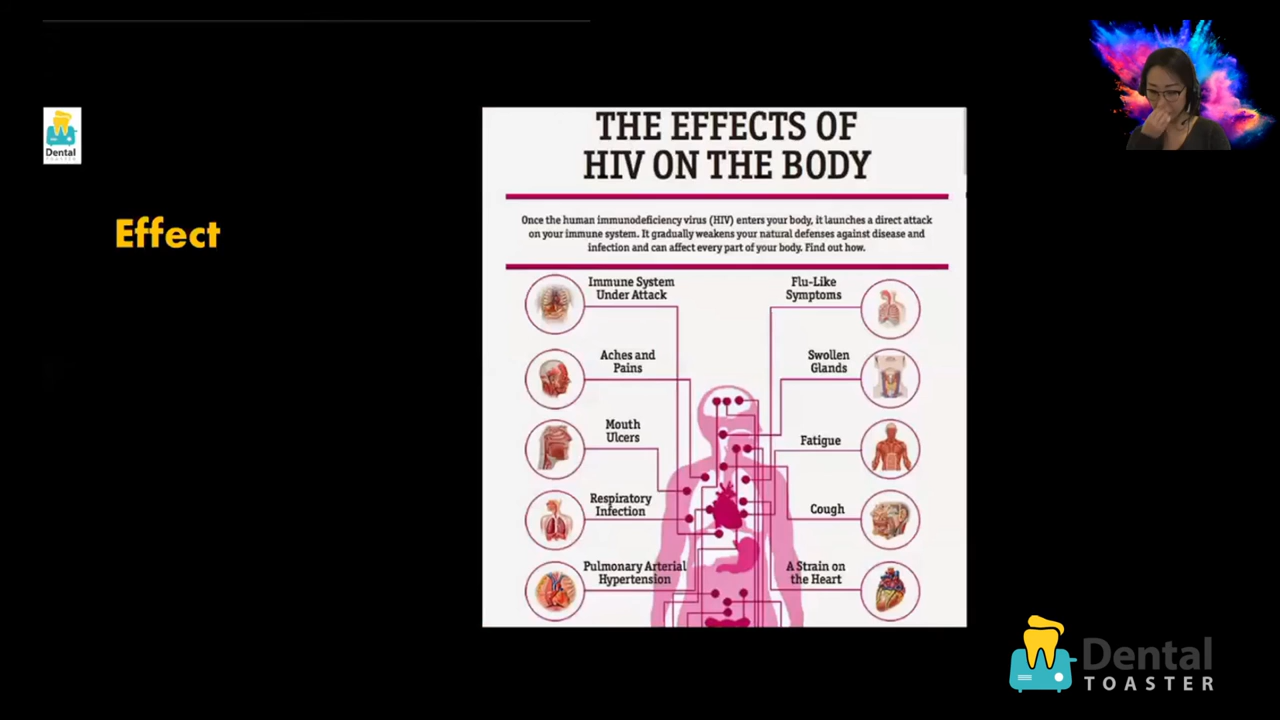 Dental
TOASTER
Effect
THE EFFECTS OF
HIV ON THE BODY
Once the human immunodeficiency virus (HIV) enters your body, it launches a direct attack
on your immune system. It gradually weakens your natural defenses against disease and
infection and can affect every part of your body. Find out how.
Immune System
Under Attack
Flu-Like
Symptoms
Aches and
Pains
Swollen
Glands
Mouth
Ulcers
Fatigue
Respiratory
Infection
Cough
Pulmonary Arterial
Hypertension
A Strain on
the Heart
Dental
TOASTER